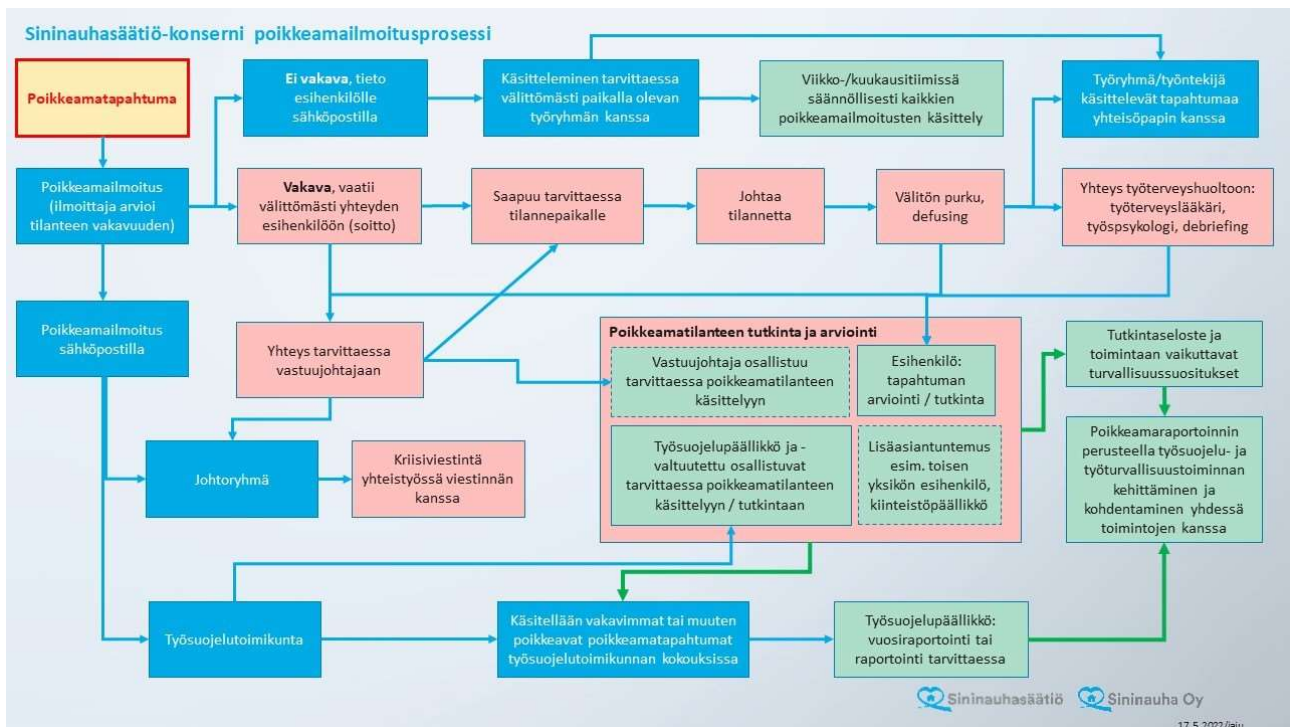 Sininauhasäätiö-konserni poikkeamailmoitusprosessi
Poikkeamatapahtuma
Ei vakava, tieto
esihenkilölle
sähköpostilla
Käsitteleminen tarvittaessa
välittömästi paikalla olevan
työryhmän kanssa
Viikko-/kuukausitiimissä
säännöllisesti kaikkien
poikkeamailmoitusten käsittely
Työryhmä/työntekijä
käsittelevät tapahtumaa
yhteisöpapin kanssa
Poikkeamailmoitus
(ilmoittaja arvioi
tilanteen vakavuuden)
Vakava, vaatii
välittömästi yhteyden
esihenkilöön (soitto)
Saapuu tarvittaessa
tilannepaikalle
Johtaa
tilannetta
Välitön purku,
defusing
Yhteys työterveyshuoltoon:
työterveyslääkäri,
työspsykologi, debriefing
Poikkeamailmoitus
sähköpostilla
Yhteys tarvittaessa
vastuujohtajaan
Poikkeamatilanteen tutkinta ja arviointi
Vastuujohtaja osallistuu
tarvittaessa poikkeamatilanteen
käsittelyyn
Esihenkilö:
tapahtuman
arviointi / tutkinta
Työsuojelupäällikkö ja -
valtuutettu osallistuvat
tarvittaessa poikkeamatilanteen
käsittelyyn / tutkintaan
Lisäasiantuntemus
esim. toisen
yksikön esihenkilö,
kiinteistöpäällikkö
Tutkintaseloste ja
toimintaan vaikuttavat
turvallisuussuositukset
Poikkeamaraportoinnin
perusteella työsuojelu- ja
työturvallisuustoiminnan
kehittäminen ja
kohdentaminen yhdessä
toimintojen kanssa
Johtoryhmä
Kriisiviestintä
yhteistyössä viestinnän
kanssa
Työsuojelutoimikunta
Käsitellään vakavimmat tai muuten
poikkeavat poikkeamatapahtumat
työsuojelutoimikunnan kokouksissa
Työsuojelupäällikkö:
vuosiraportointi tai
raportointi tarvittaessa
Sininauhasäätiö
Sininauha Oy
17.5.2022/jaju